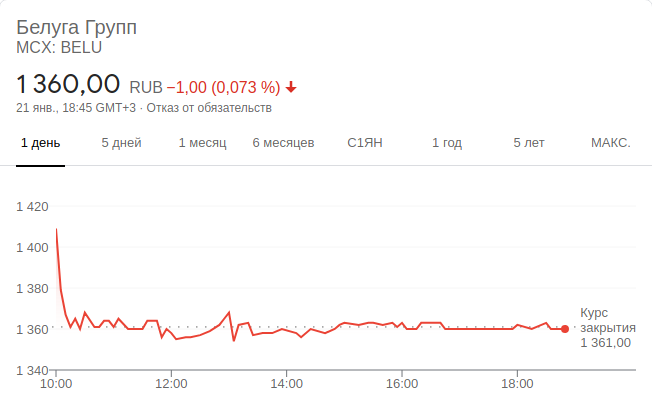 Белуга Групп
MCX: BELU
1 360,00 RUB −1,00 (0,073 %)
21 янв., 18:45 GMT+3 · Отказ от обязательств
1 день 5 дней 1 месяц 6 месяцев С1ЯН 1 год 5 лет МАКС.
1 420
1 400
1 380
1 360
1 340
Курс
закрытия
1 361,00
10:00 12:00 14:00 16:00 18:00